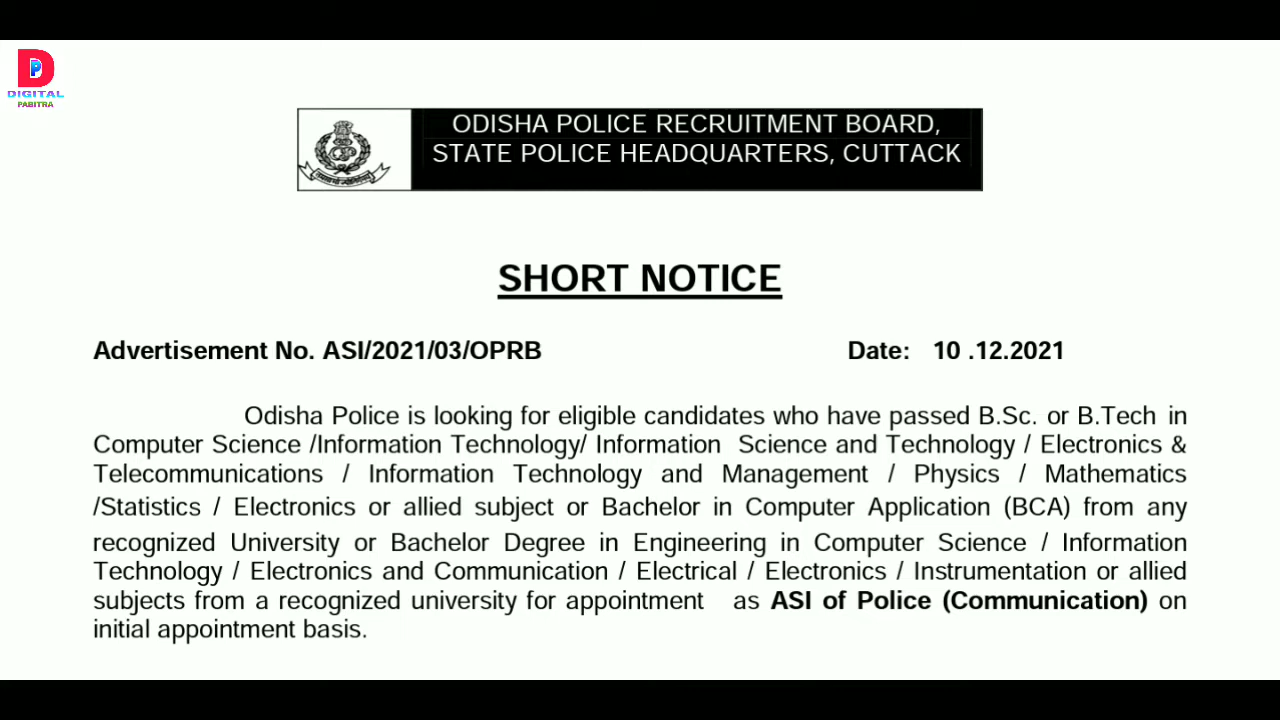 DP
DIGITAL
PABITRA
ODISHA POLICE RECRUITMENT BOARD,
STATE POLICE HEADQUARTERS, CUTTACK
SHORT NOTICE
Advertisement No. ASI/2021/03/OPRB Date: 10 .12.2021
Odisha Police is looking for eligible candidates who have passed B.Sc. or B.Tech in
Computer Science /Information Technology/ Information Science and Technology / Electronics &
Telecommunications / Information Technology and Management / Physics / Mathematics
/Statistics / Electronics or allied subject or Bachelor in Computer Application (BCA) from any
recognized University or Bachelor Degree in Engineering in Computer Science / Information
Technology / Electronics and Communication / Electrical / Electronics / Instrumentation or allied
subjects from a recognized university for appointment as ASI of Police (Communication) on
initial appointment basis.